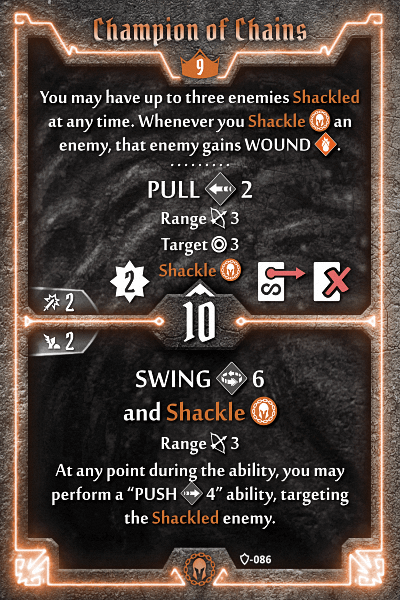 Champion of Chains
9
You may have up to three enemies Shackled
at any time. Whenever you Shackle an
enemy, that enemy gains WOUND .
PULL 2
Range 3
Target 3
Shackle
2
2
10
2
SWING 6
and Shackle
Range 3
At any point during the ability, you may
perform a “PUSH 4” ability, targeting
the Shackled enemy.
-086